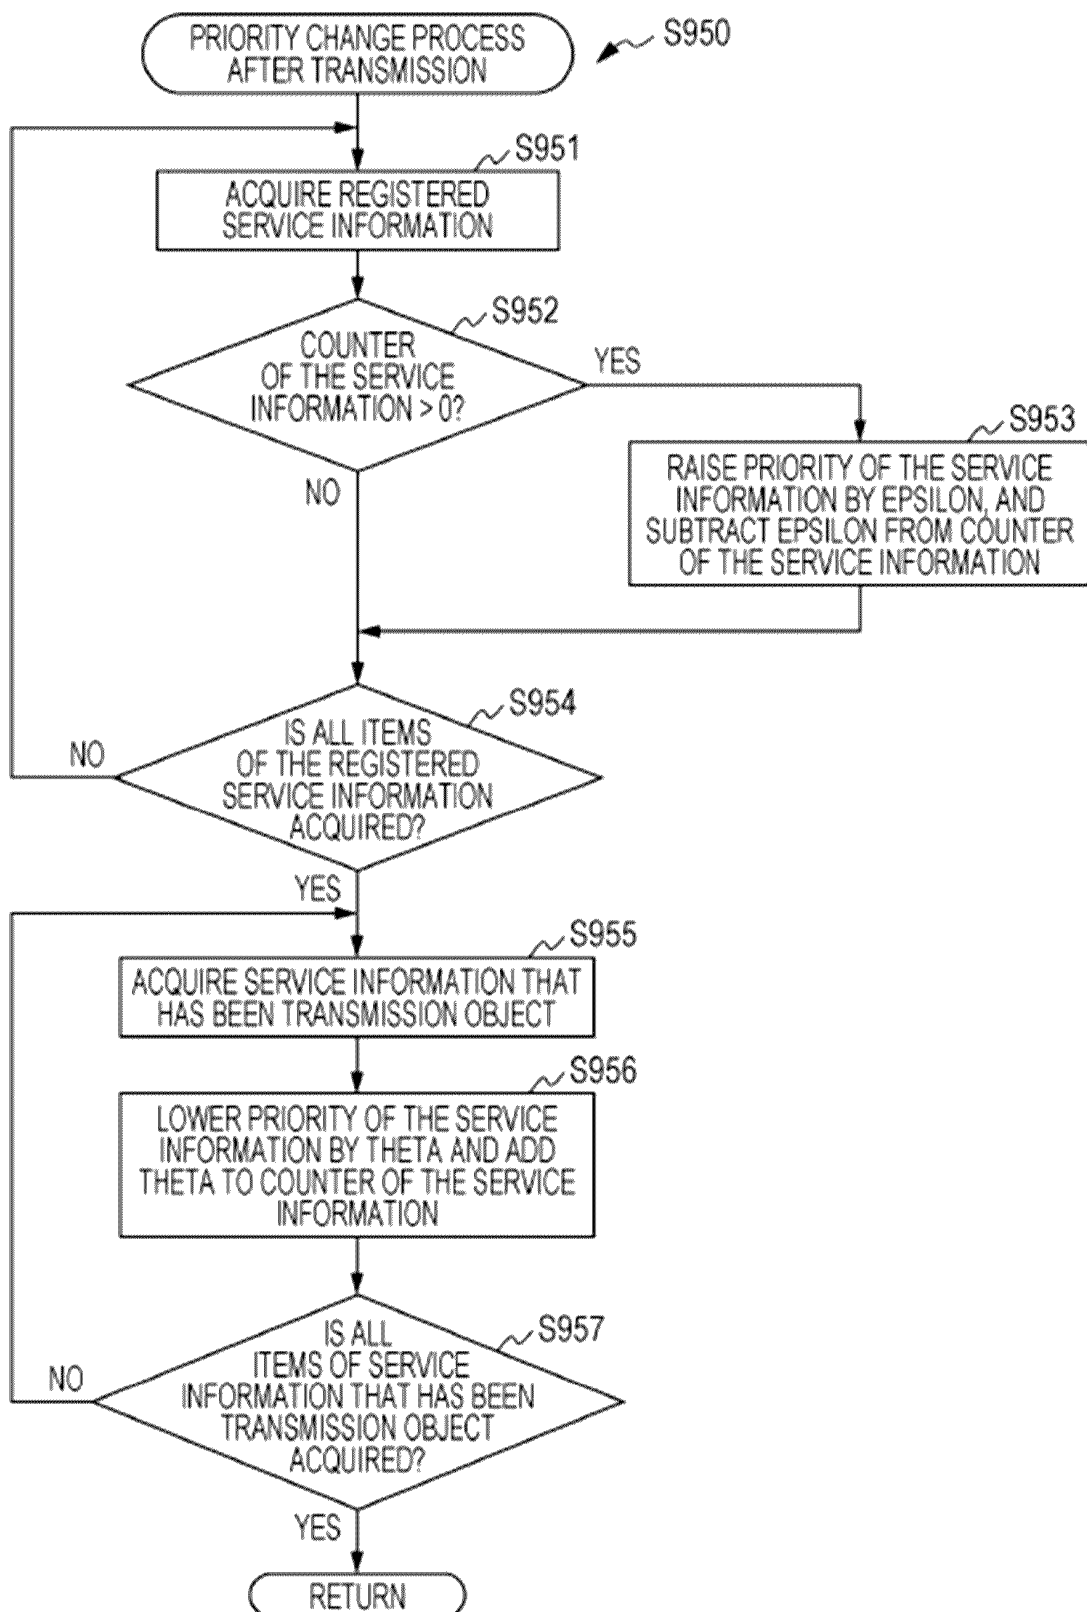 PRIORITY CHANGE PROCESS
AFTER TRANSMISSION
S950
S951
ACQUIRE REGISTERED
SERVICE INFORMATION
S952
COUNTER
OF THE SERVICE
INFORMATION > 0?
YES
NO
S953
RAISE PRIORITY OF THE SERVICE
INFORMATION BY EPSILON, AND
SUBTRACT EPSILON FROM COUNTER
OF THE SERVICE INFORMATION
S954
IS ALL ITEMS
OF THE REGISTERED
SERVICE INFORMATION
ACQUIRED?
NO
YES
S955
ACQUIRE SERVICE INFORMATION THAT
HAS BEEN TRANSMISSION OBJECT
S956
LOWER PRIORITY OF THE SERVICE
INFORMATION BY THETA AND ADD
THETA TO COUNTER OF THE SERVICE
INFORMATION
S957
IS ALL
ITEMS OF SERVICE
INFORMATION THAT HAS BEEN
TRANSMISSION OBJECT
ACQUIRED?
NO
YES
RETURN